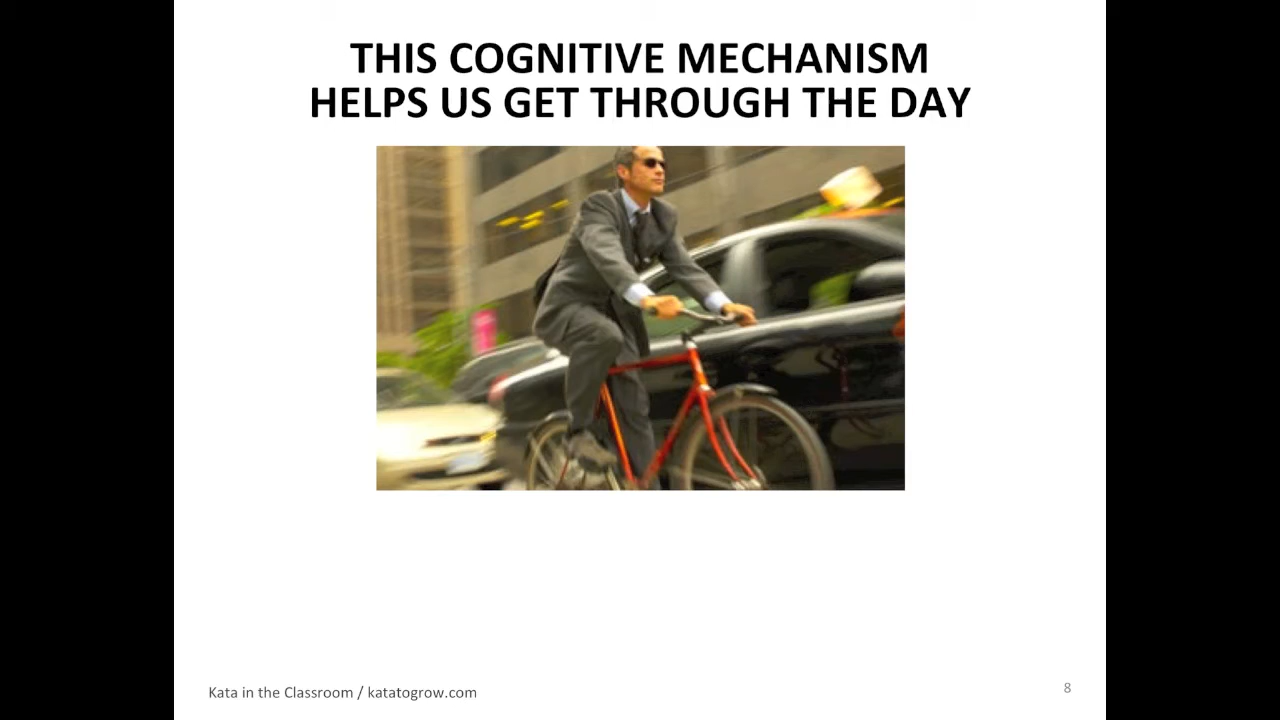 THIS COGNITIVE MECHANISM
HELPS US GET THROUGH THE DAY
Kata in the Classroom / katatogrow.com
8